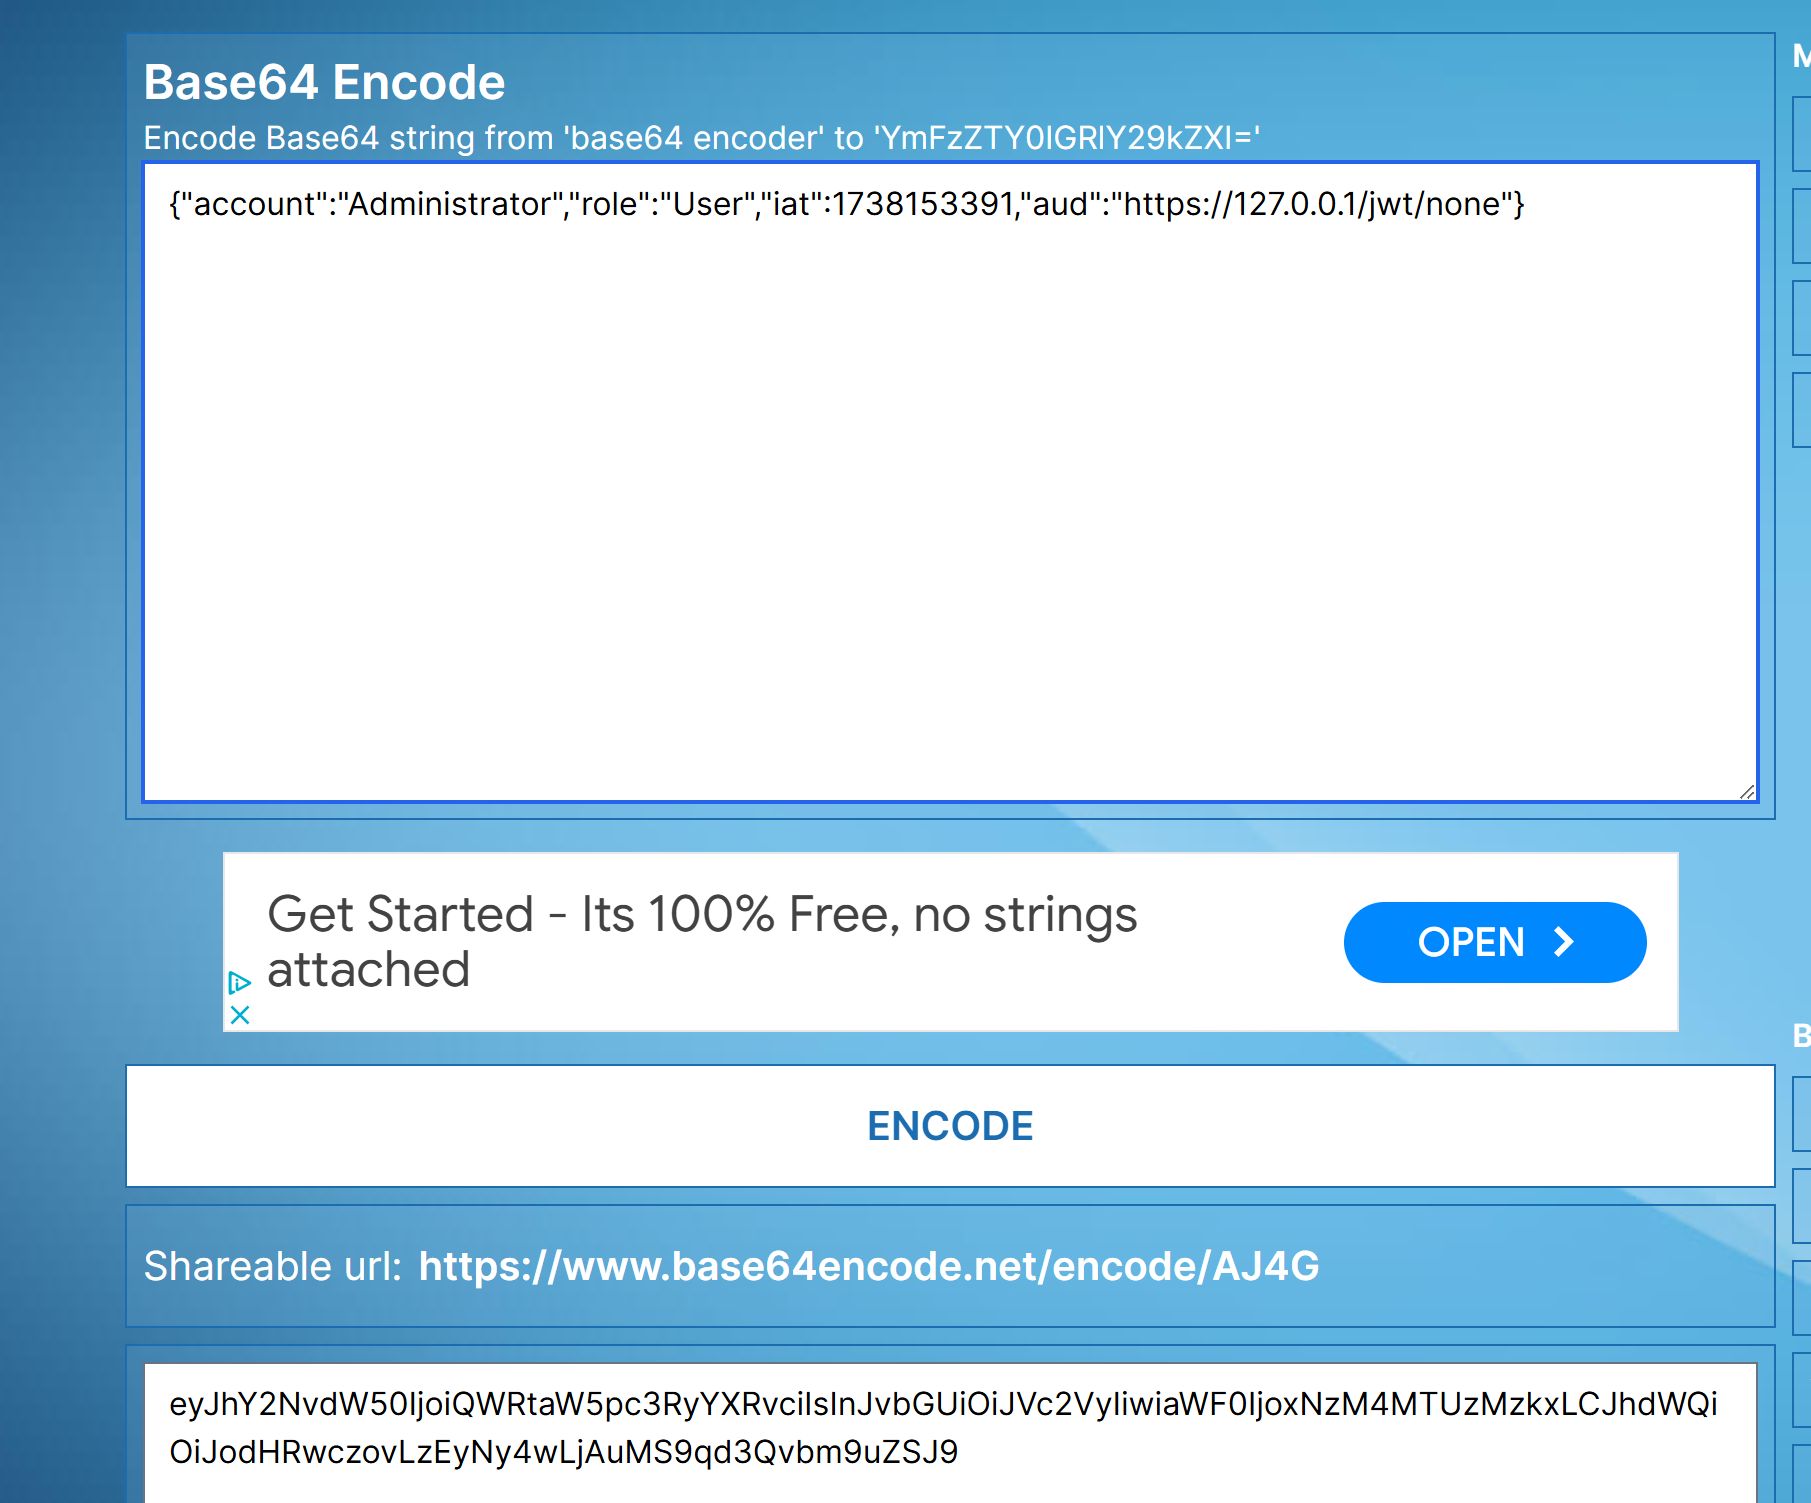 M
Base64 Encode
Encode Base64 string from 'base64 encoder' to 'YmFzZTY0IGRlY29kZXI='
{"account":"Administrator","role":"User","iat":1738153391,"aud":"https://127.0.0.1/jwt/none"}
Get Started - Its 100% Free, no strings
attached
OPEN
B
ENCODE
Shareable url: https://www.base64encode.net/encode/AJ4G
eyJhY2NvdW50IjoiQWRtaW5pc3RyYXRvciIsInJvbGUiOiJVc2VyIiwiaWF0IjoxNzM4MTUzMzkxLCJhdWQi
OiJodHRwczovLzEyNy4wLjAuMS9qd3Qvbm9uZSJ9